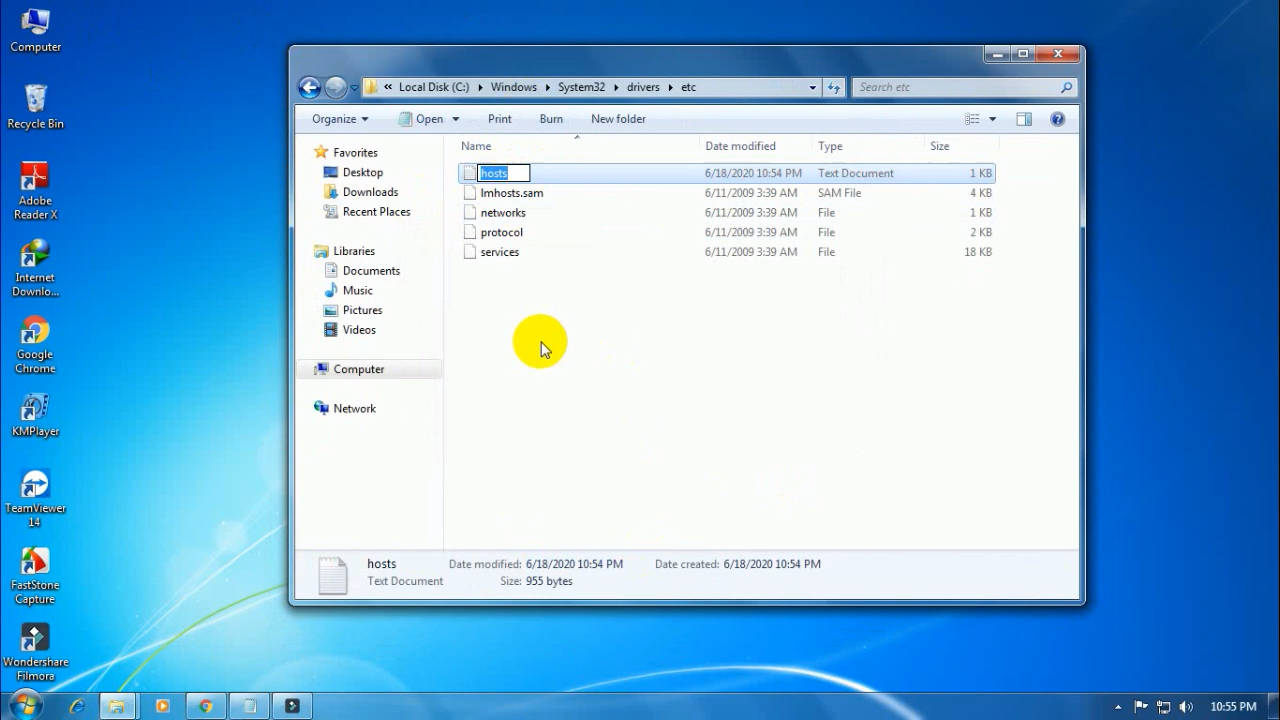 Computer
Recycle Bin
Adobe
Reader X
Internet
Downlo...
Google
Chrome
KMPlayer
TeamViewer
14
FastStone
Capture
Wondershare
Filmora
« Local Disk (C:) ▸ Windows ▸ System32 ▸ drivers ▸ etc
Search etc
Organize Open Print Burn New folder
Favorites
Desktop
Downloads
Recent Places
Libraries
Documents
Music
Pictures
Videos
Computer
Network
Name Date modified Type Size
hosts 6/18/2020 10:54 PM Text Document 1 KB
lmhosts.sam 6/11/2009 3:39 AM SAM File 4 KB
networks 6/11/2009 3:39 AM File 1 KB
protocol 6/11/2009 3:39 AM File 2 KB
services 6/11/2009 3:39 AM File 18 KB
hosts Date modified: 6/18/2020 10:54 PM Date created: 6/18/2020 10:54 PM
Text Document Size: 955 bytes
10:55 PM